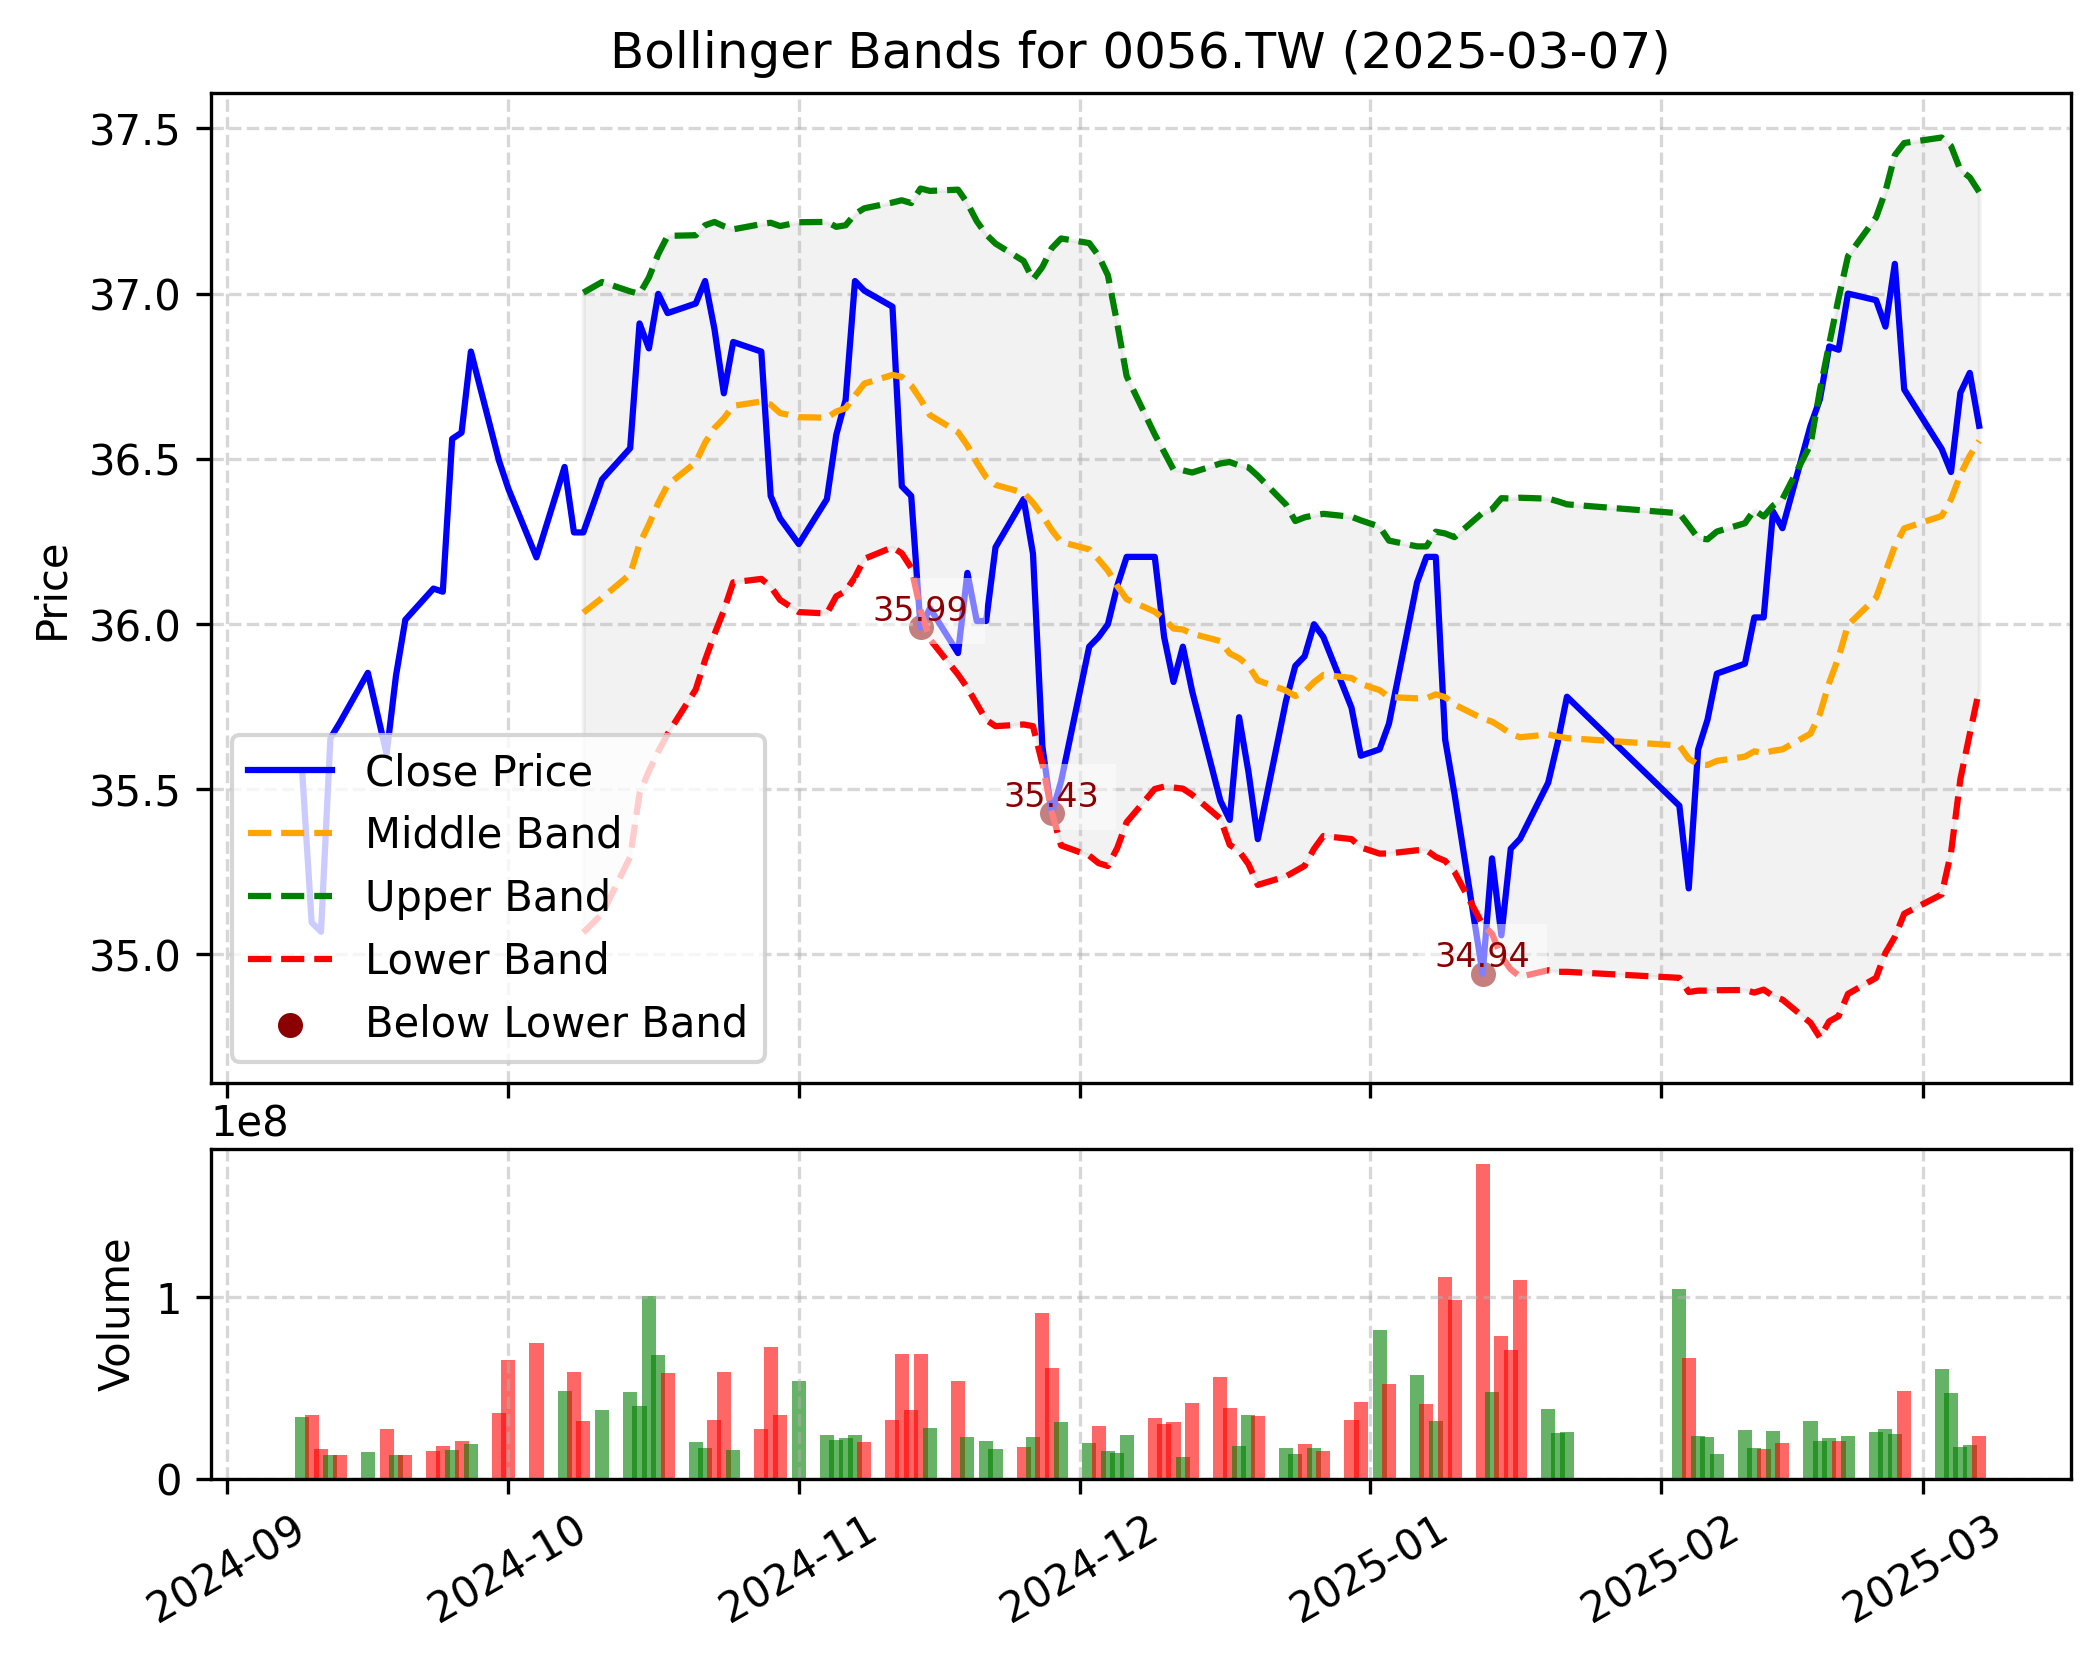 Bollinger Bands for 0056.TW (2025-03-07)
37.5
37.0
36.5
36.0
35.5
35.0
Price
35.99
35.43
34.94
Close Price
Middle Band
Upper Band
Lower Band
Below Lower Band
1e8
1
0
Volume
2024-09
2024-10
2024-11
2024-12
2025-01
2025-02
2025-03